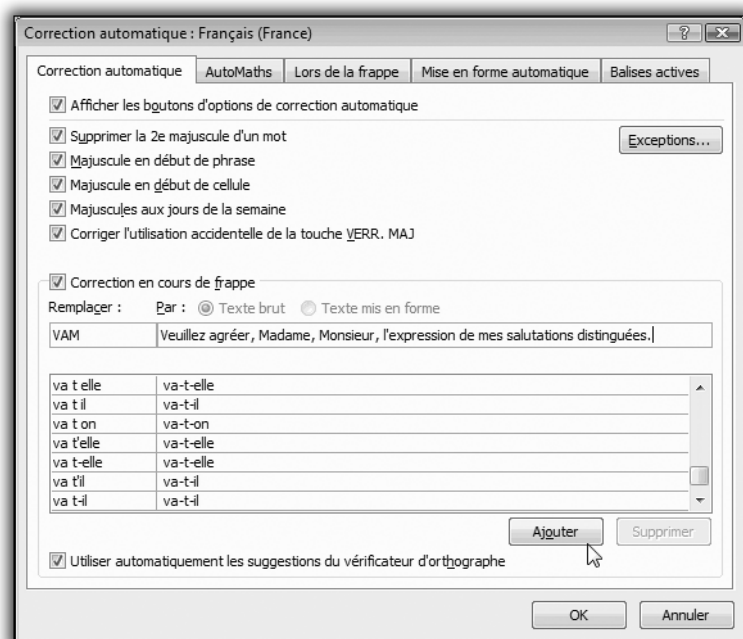 Correction automatique : Français (France)
Correction automatique AutoMaths Lors de la frappe Mise en forme automatique Balises actives
Afficher les boutons d'options de correction automatique
Supprimer la 2e majuscule d'un mot
Exceptions...
Majuscule en début de phrase
Majuscule en début de cellule
Majuscules aux jours de la semaine
Corriger l'utilisation accidentelle de la touche VERR. MAJ
Correction en cours de frappe
Remplacer : Par : Texte brut Texte mis en forme
VAM Veuillez agréer, Madame, Monsieur, l'expression de mes salutations distinguées.
va t elle va-t-elle
va t il va-t-il
va t on va-t-on
va t'elle va-t-elle
va t-elle va-t-elle
va t'il va-t-il
va t-il va-t-il
Ajouter Supprimer
Utiliser automatiquement les suggestions du vérificateur d'orthographe
OK Annuler